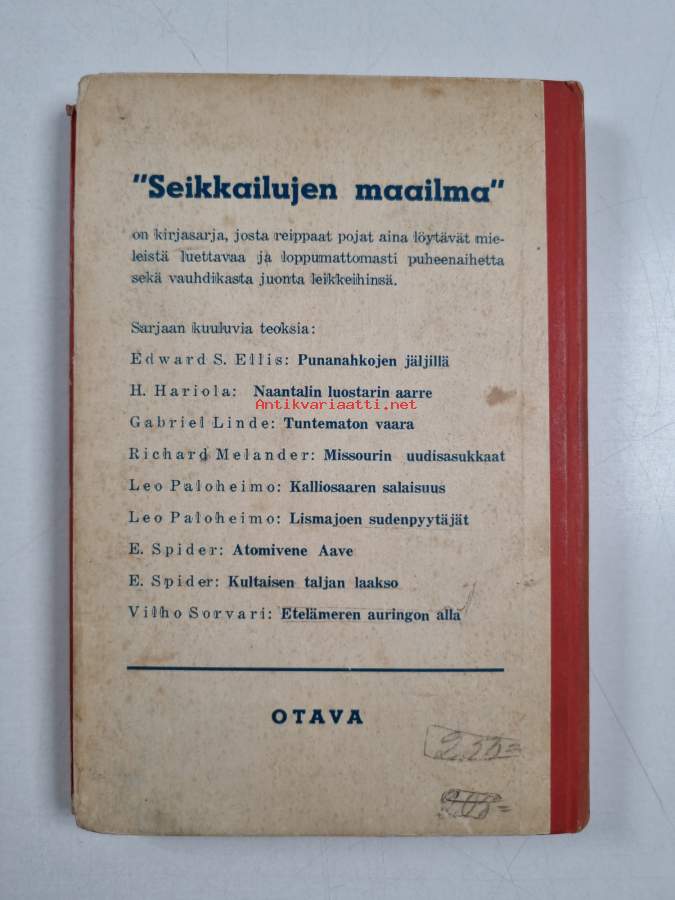 "Seikkailujen maailma"
on kirjasarja, josta reippaat pojat aina löytävät mie-
leistä luettavaa ja loppumattomasti puheenaihetta
sekä vauhdikasta juonta leikkeihinsä.
Sarjaan kuuluvia teoksia:
Edward S. Ellis: Punanahkojen jäljillä
H. Hariola: Naantalin luostarin aarre
Antikvariaatti.net
Gabriel Linde: Tuntematon vaara
Richard Melander: Missourin uudisasukkaat
Leo Paloheimo: Kalliosaaren salaisuus
Leo Paloheimo: Lismajoen sudenpyytäjät
E. Spider: Atomivene Aave
E. Spider: Kultaisen taljan laakso
Vilho Sorvari: Etelämeren auringon alla
OTAVA